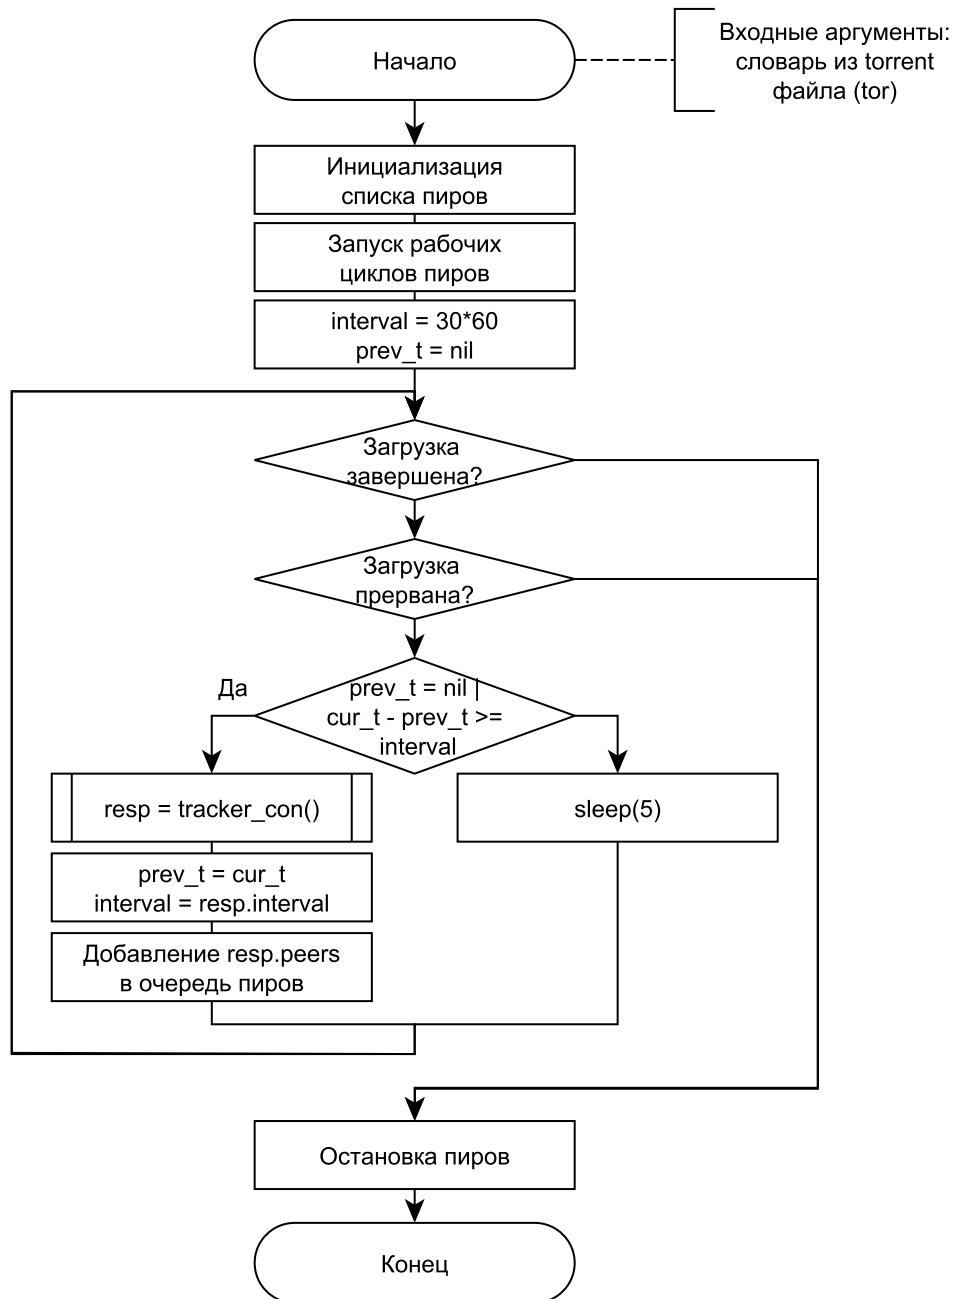 Начало
Входные аргументы:
словарь из torrent
файла (tor)
Инициализация
списка пиров
Запуск рабочих
циклов пиров
interval = 30*60
prev_t = nil
Загрузка
завершена?
Загрузка
прервана?
Да
prev_t = nil |
cur_t - prev_t >=
interval
resp = tracker_con()
sleep(5)
prev_t = cur_t
interval = resp.interval
Добавление resp.peers
в очередь пиров
Остановка пиров
Конец